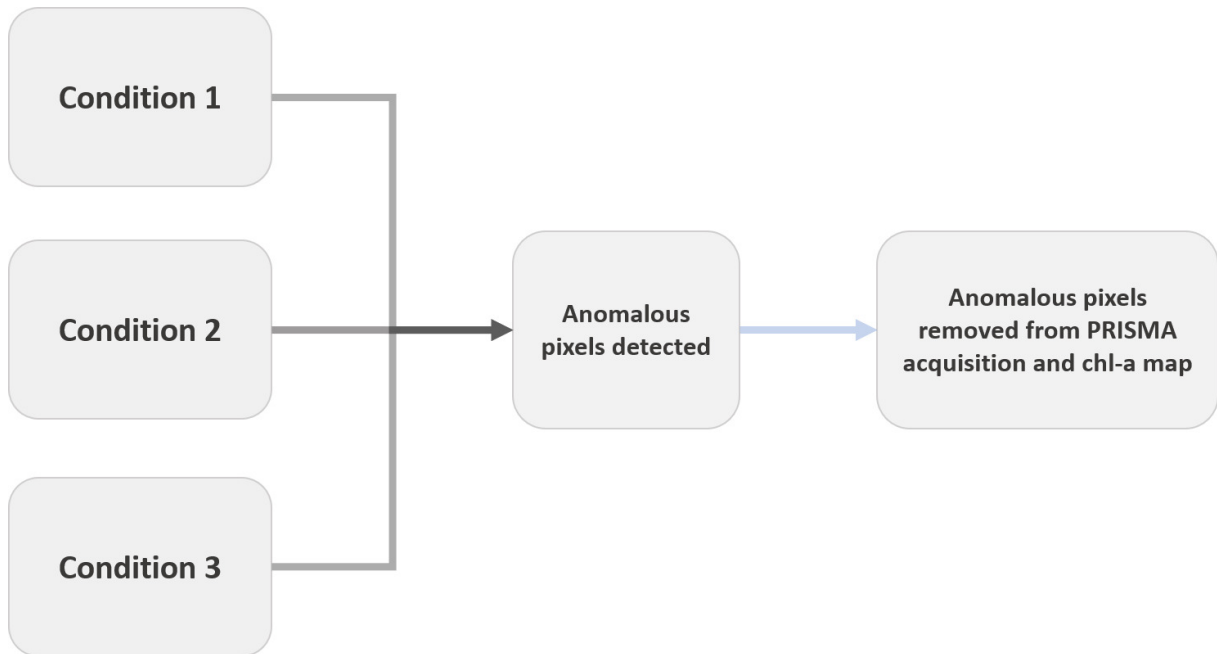 Condition 1
Condition 2
Condition 3
Anomalous
pixels detected
Anomalous pixels
removed from PRISMA
acquisition and chl-a map